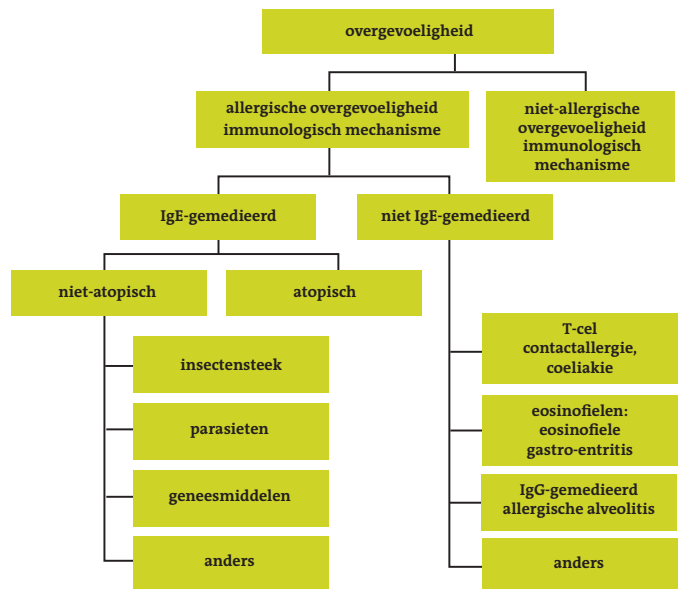 overgevoeligheid
allergische overgevoeligheid
immunologisch mechanisme
niet-allergische
overgevoeligheid
immunologisch
mechanisme
IgE-gemedieerd
niet IgE-gemedieerd
niet-atopisch
atopisch
insectensteek
parasieten
geneesmiddelen
anders
T-cel
contactallergie,
coeliakie
eosinofielen:
eosinofiele
gastro-entritis
IgG-gemedieerd
allergische alveolitis
anders